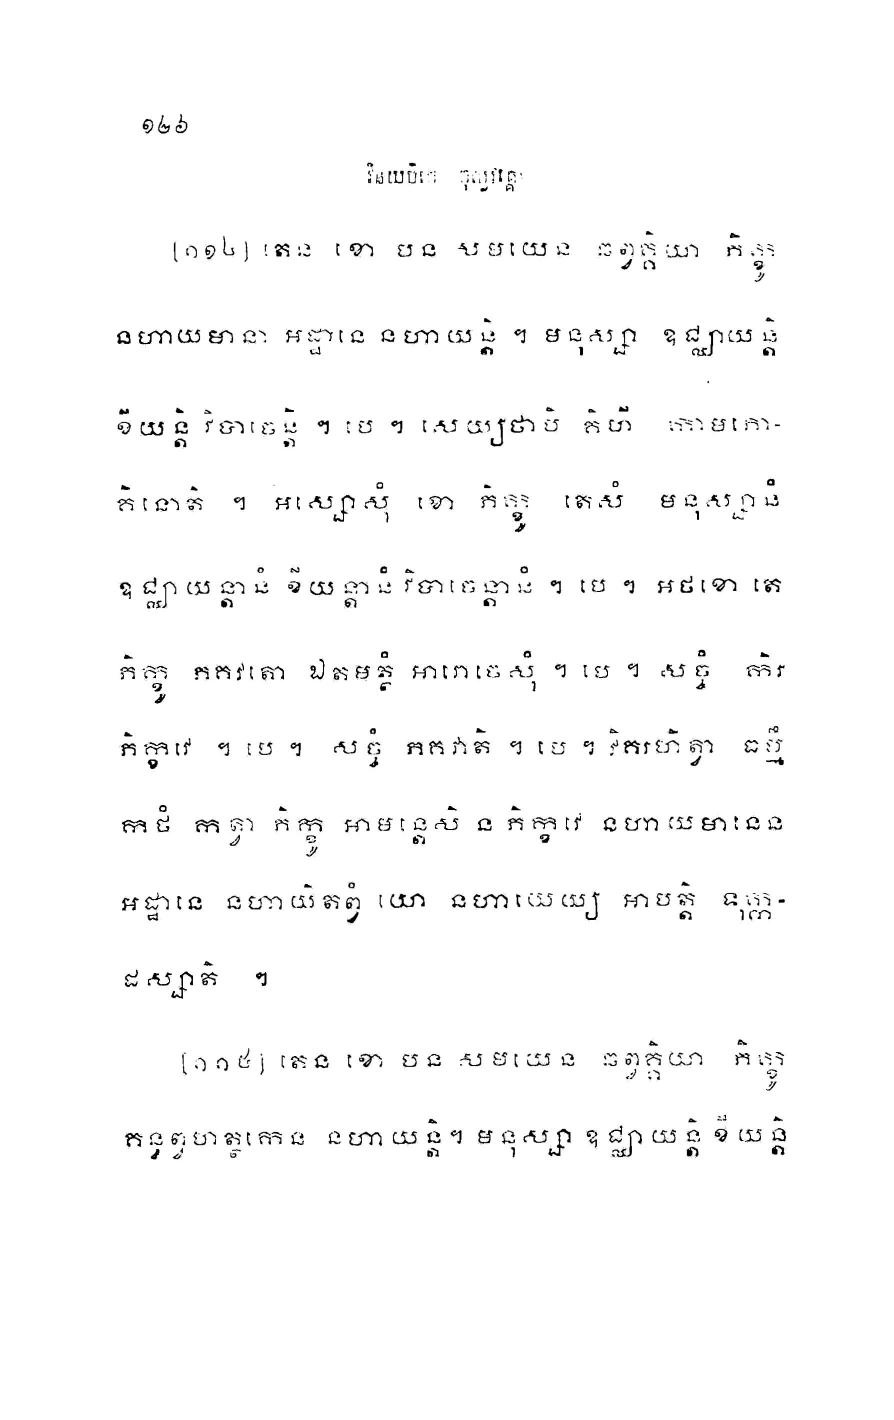 ១២៦
វិនយបិដកេ ចុល្លវគ្គោ
[១១៤] តេន ខោ បន សមយេន ឆព្វគ្គិយា ភិក្ខូ
នហាយមានា អដ្ឋានេ នហាយន្តិ ។ មនុស្សា ឧជ្ឈាយន្តិ
ខីយន្តិ វិបាចេន្តិ ។ បេ ។ សេយ្យថាបិ គិហី កាមភោ-
គិនោតិ ។ អស្សោសុំ ខោ ភិក្ខូ តេសំ មនុស្សានំ
ឧជ្ឈាយន្តានំ ខីយន្តានំ វិបាចេន្តានំ ។ បេ ។ អថខោ តេ
ភិក្ខូ ភគវតោ ឯតមត្ថំ អារោចេសុំ ។ បេ ។ សច្ចំ កិរ
ភិក្ខវេ ។ បេ ។ សច្ចំ ភគវាតិ ។ បេ ។ វិគរហិត្វា ធម្មឹ
កថំ កត្វា ភិក្ខូ អាមន្តេសិ ន ភិក្ខវេ នហាយមានេន
អដ្ឋានេ នហាយិតព្វំ យោ នហាយេយ្យ អាបត្តិ ទុក្ក-
ដស្សាតិ ។
[១១៥] តេន ខោ បន សមយេន ឆព្វគ្គិយា ភិក្ខូ
គន្ធព្វហត្ថកេន នហាយន្តិ។ មនុស្សា ឧជ្ឈាយន្តិ ខីយន្តិ